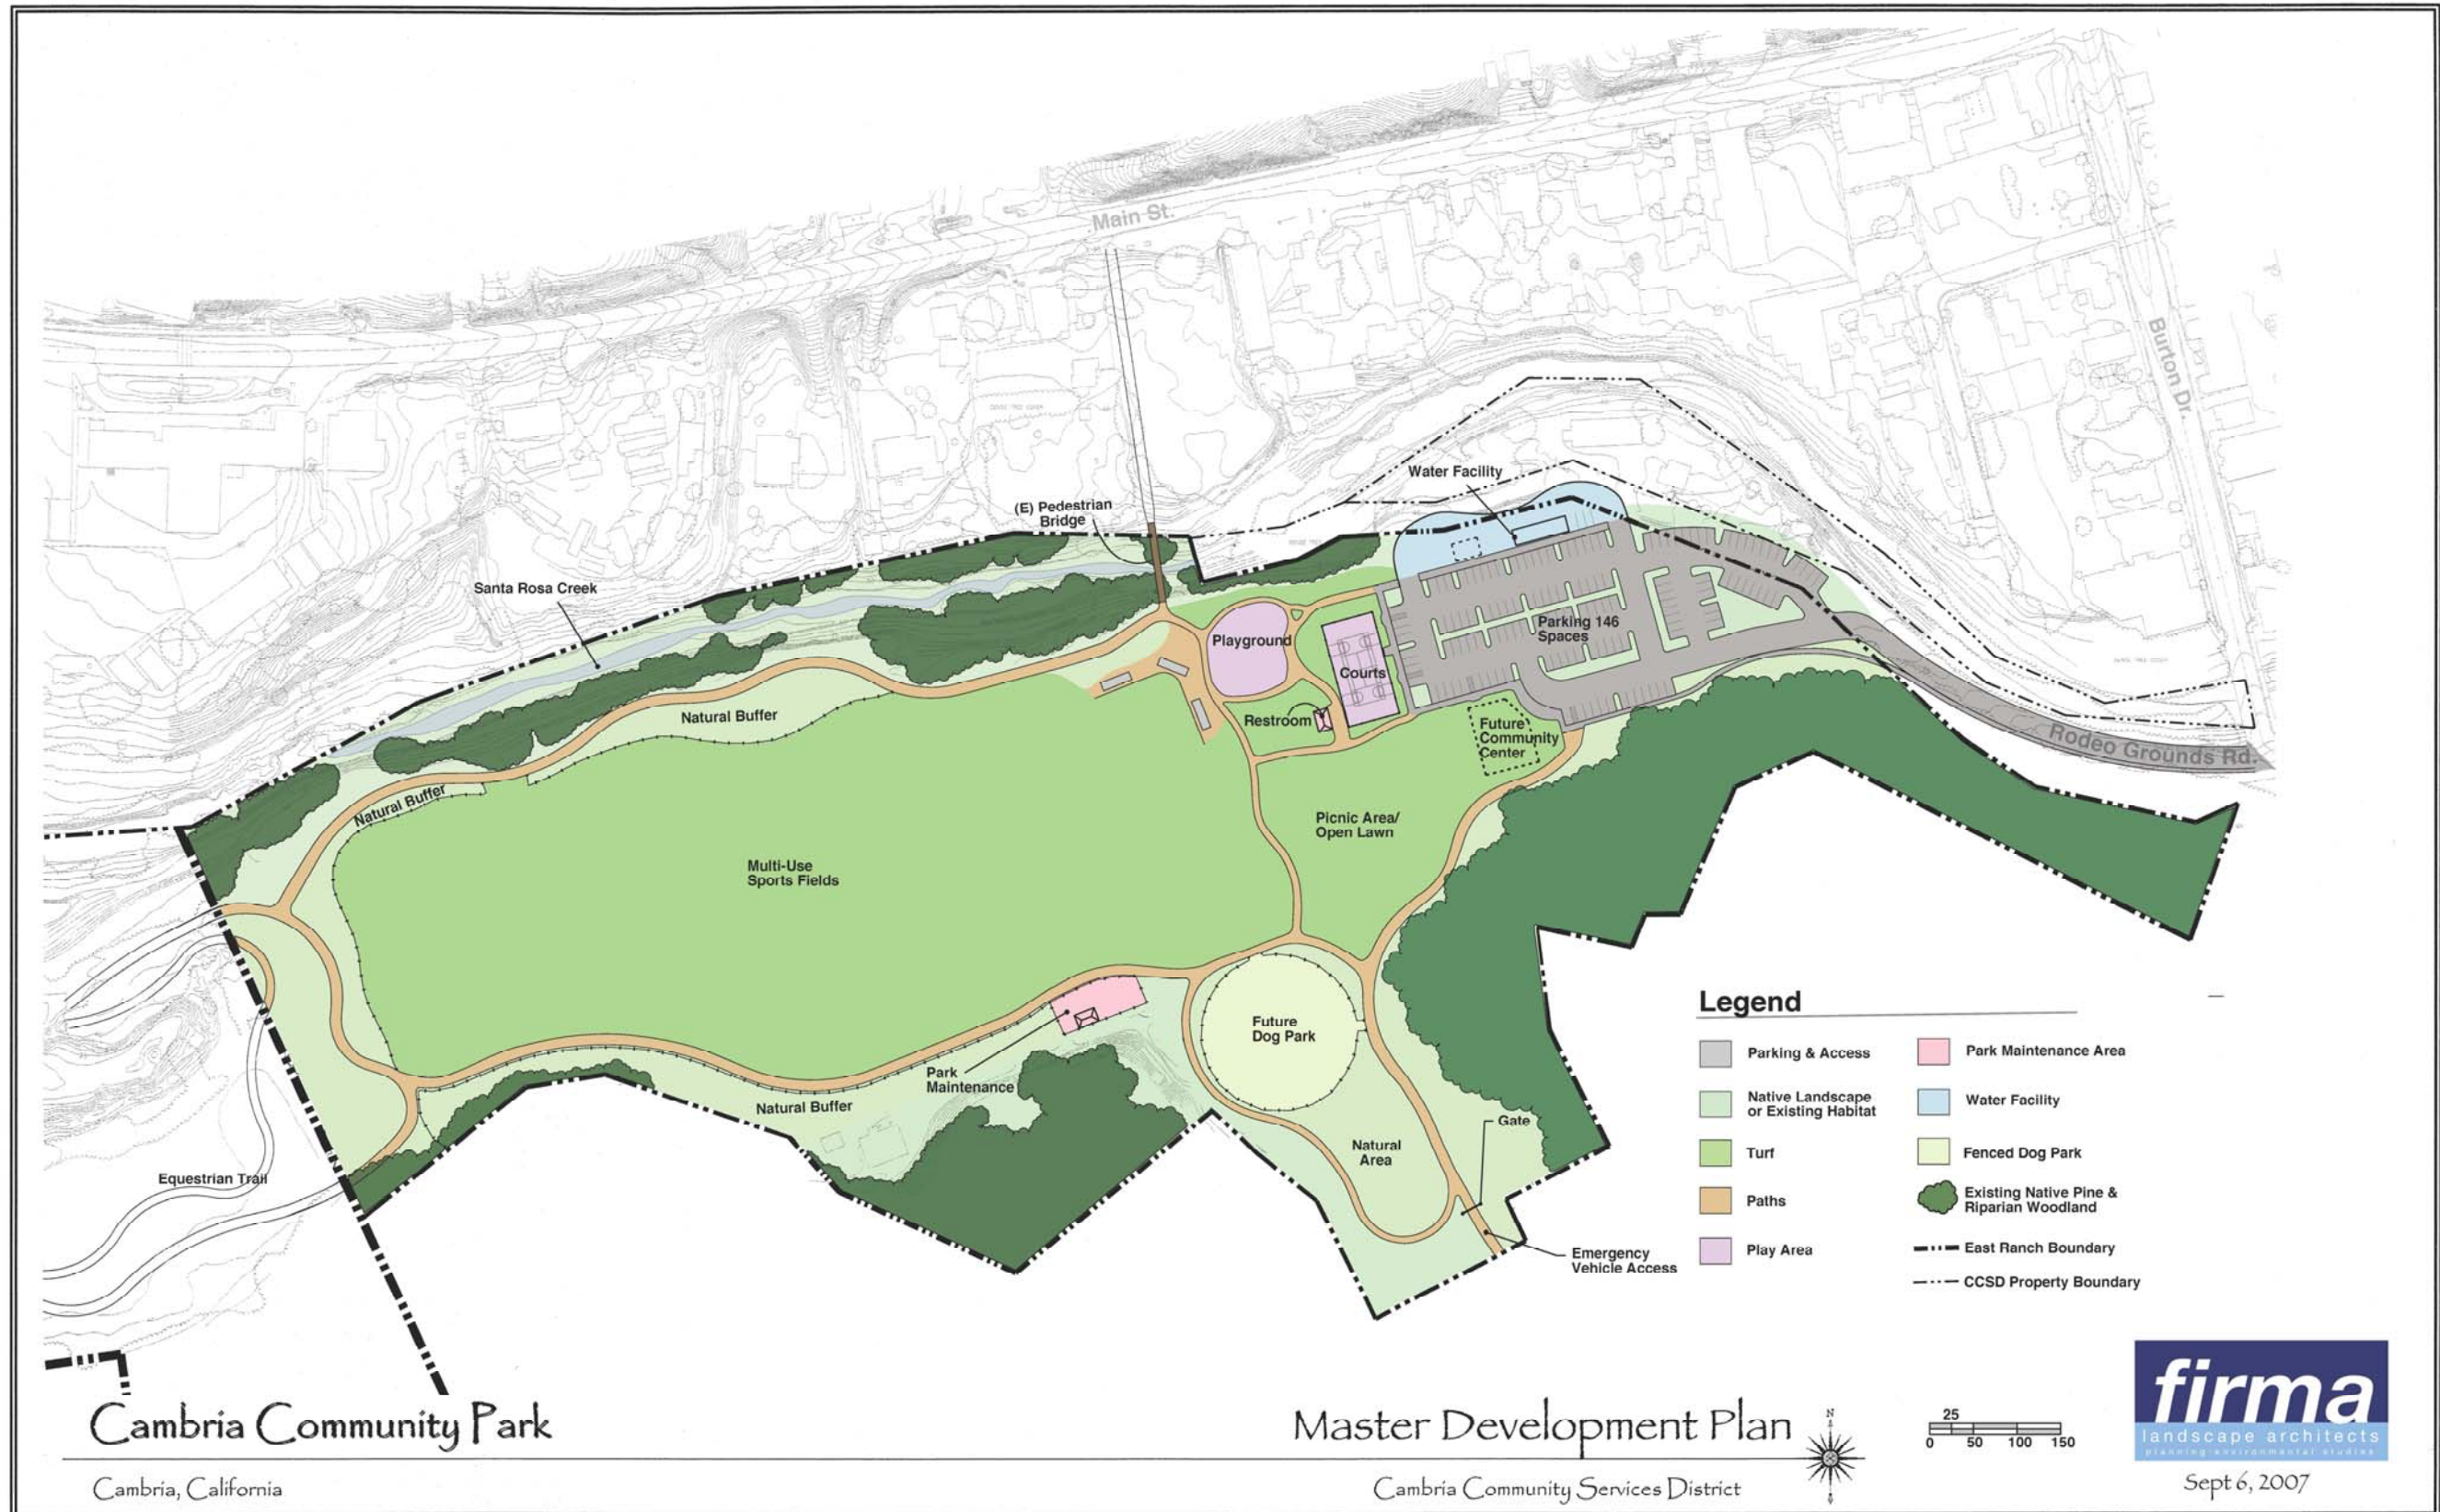 Main St.
Burton Dr.
Water Facility
(E) Pedestrian
Bridge
Santa Rosa Creek
Playground
Parking 146
Spaces
Courts
Natural Buffer
Restroom
Future
Community
Center
Rodeo Grounds Rd.
Natural Buffer
Picnic Area/
Open Lawn
Multi-Use
Sports Fields
Future
Dog Park
Park
Maintenance
Natural Buffer
Gate
Natural
Area
Equestrian Trail
Emergency
Vehicle Access
Legend
Parking & Access
Native Landscape
or Existing Habitat
Turf
Paths
Play Area
Park Maintenance Area
Water Facility
Fenced Dog Park
Existing Native Pine &
Riparian Woodland
East Ranch Boundary
CCSD Property Boundary
Cambria Community Park
Cambria, California
Master Development Plan
Cambria Community Services District
N
25
0 50 100 150
firma
landscape architects
planning·environmental studies
Sept 6, 2007